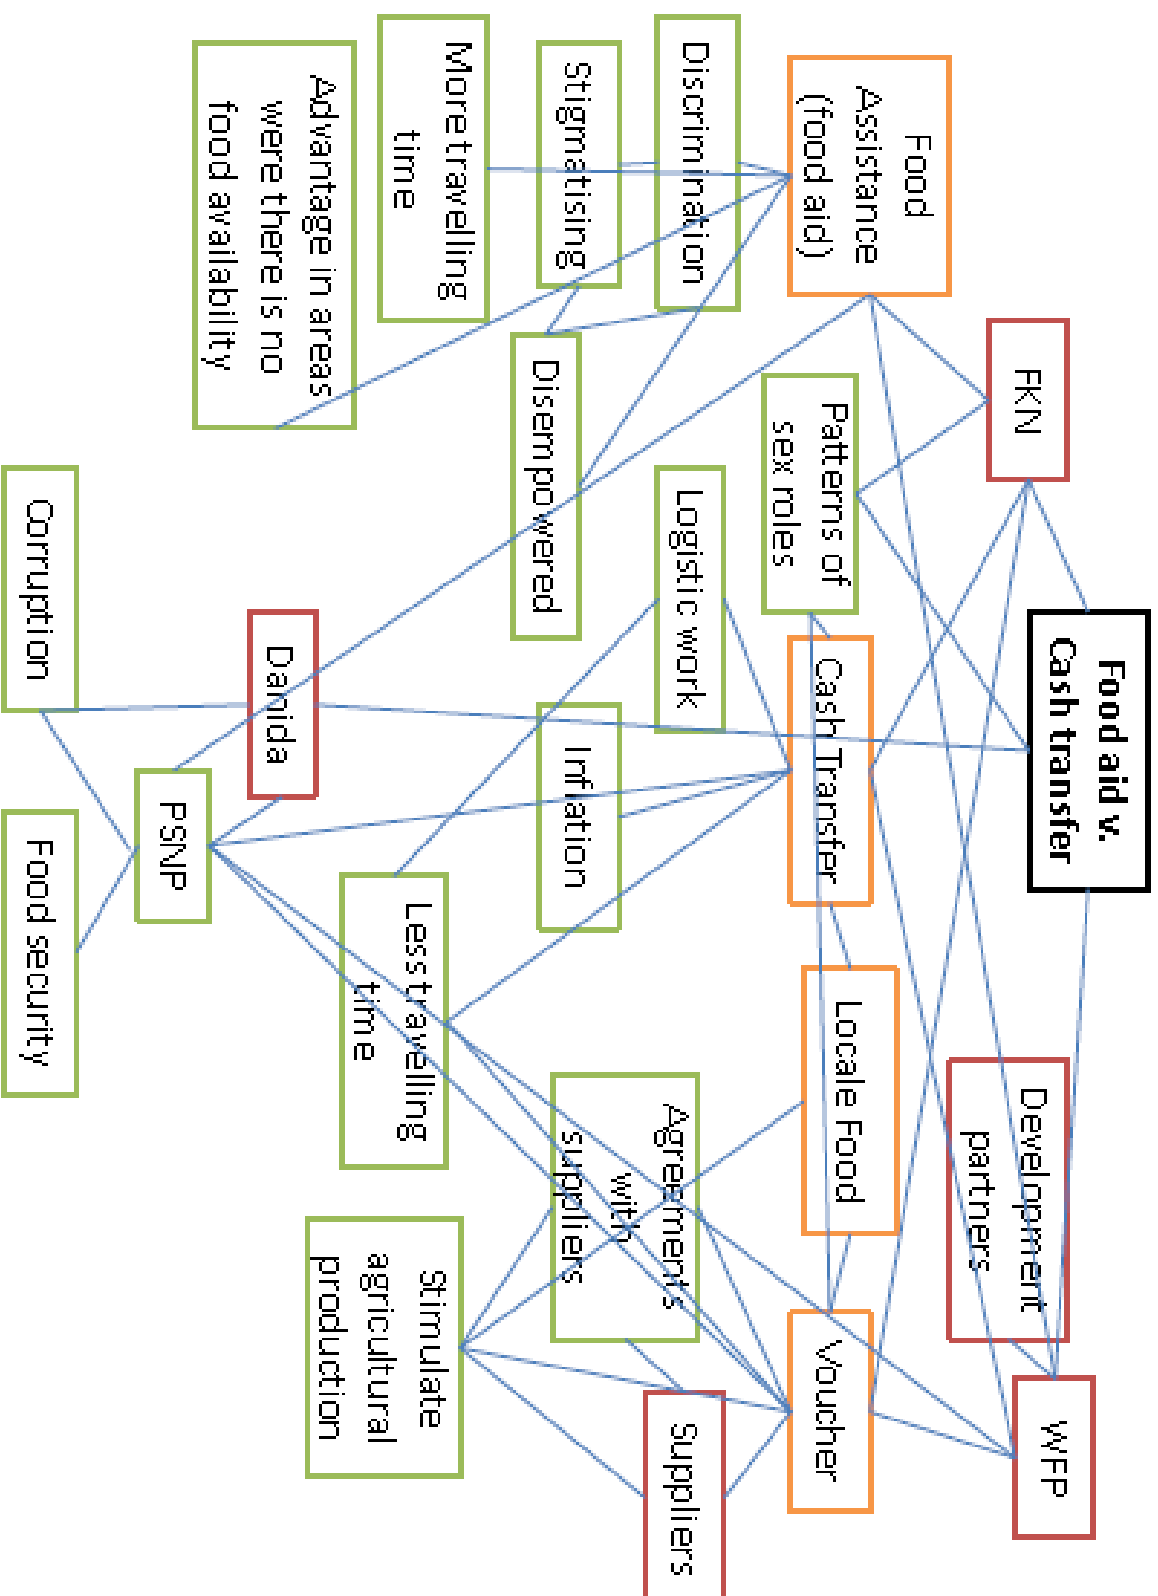 Food aid v.
Cash transfer
FKN
Development
partners
WFP
Food
Assistance
(food aid)
Patterns of
sex roles
Cash Transfer
Locale Food
Voucher
Discrimination
Logistic work
Agreements
with
suppliers
Suppliers
Stigmatising
Disempowered
Inflation
More travelling
time
Less travelling
time
Stimulate
agricultural
production
Advantage in areas
were there is no
food availability
Danida
PSNP
Corruption
Food security